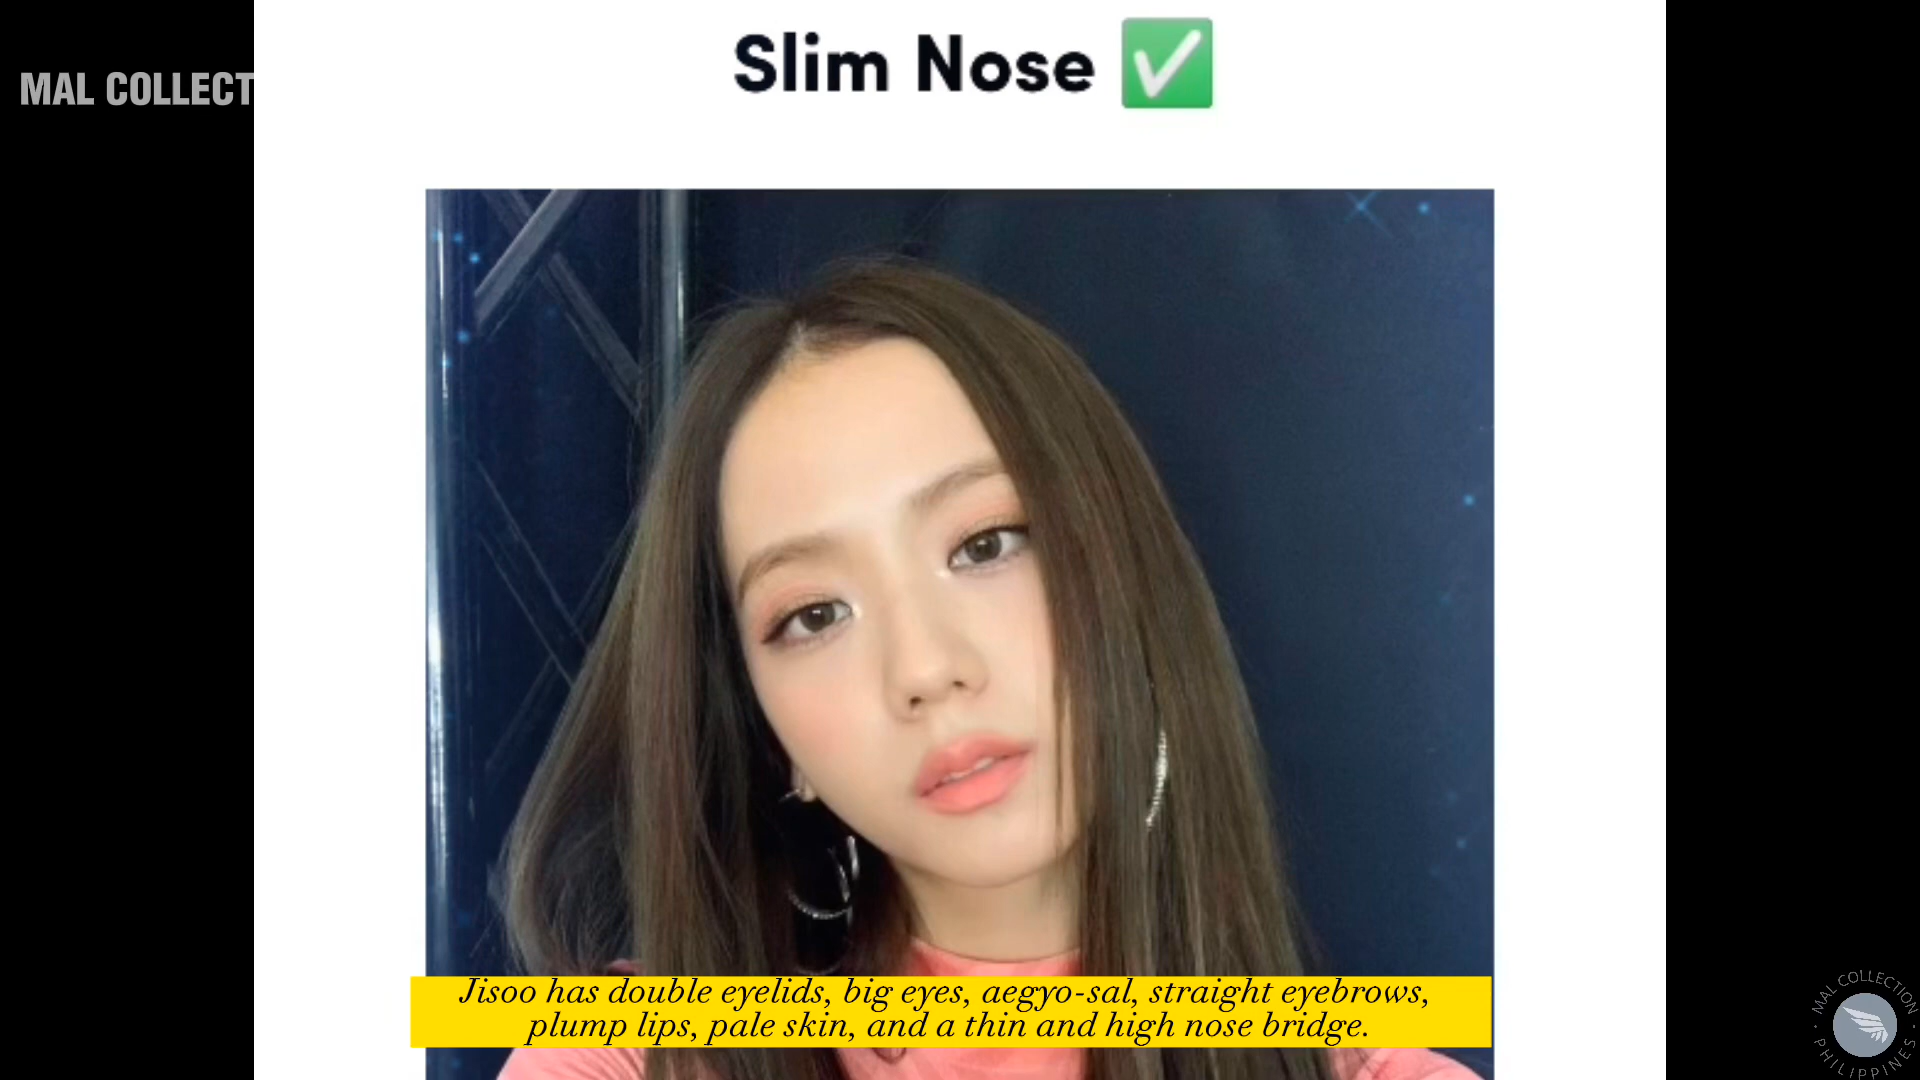 Slim Nose ✅
MAL COLLECT
Jisoo has double eyelids, big eyes, aegyo-sal, straight eyebrows,
plump lips, pale skin, and a thin and high nose bridge.
MAL COLLECTION
PHILIPPINES